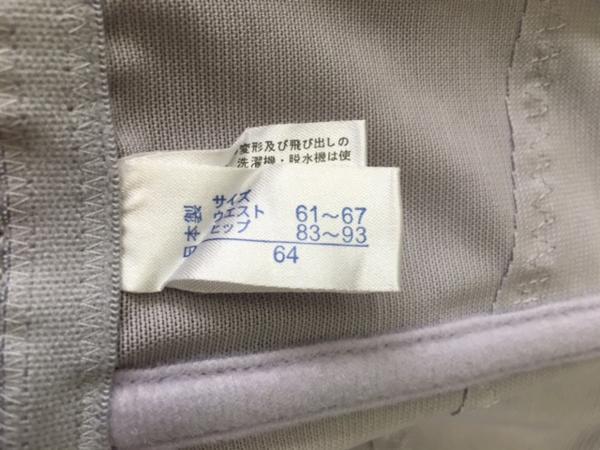 変形及び飛び出しの
洗濯機・脱水機は使
日本製
サイズ
ウエスト 61～67
ヒップ 83～93
64